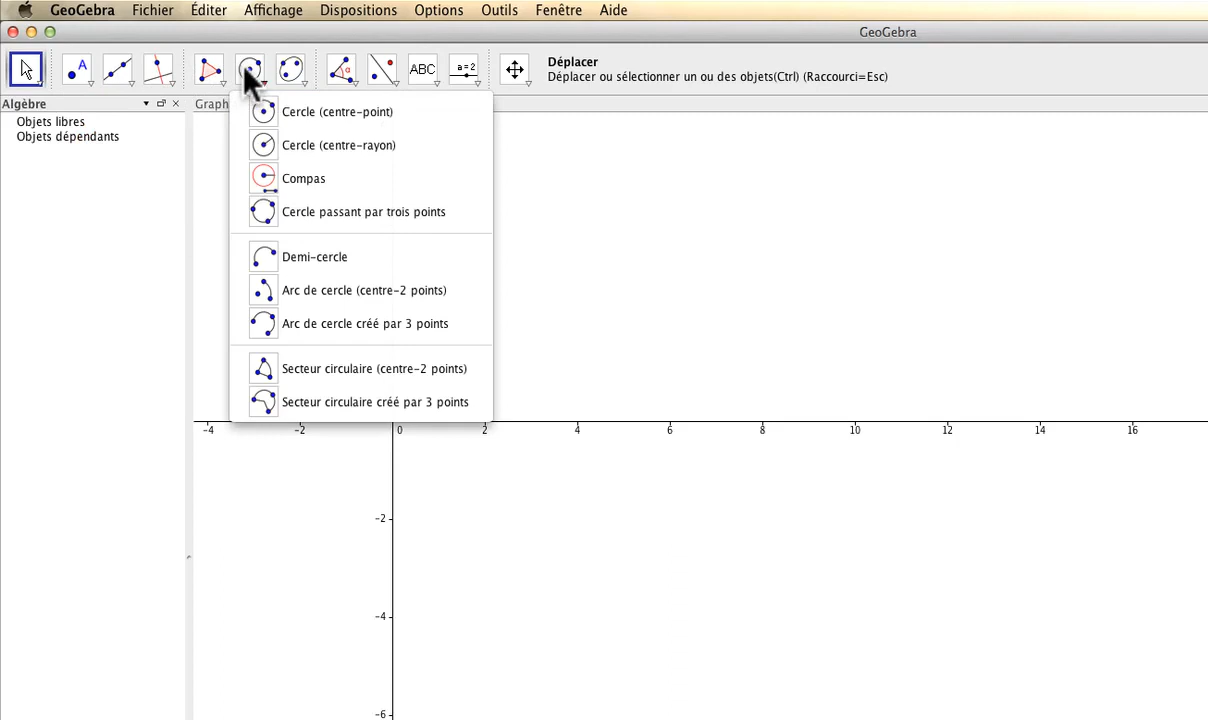 GeoGebra Fichier Éditer Affichage Dispositions Options Outils Fenêtre Aide
GeoGebra
A
α
ABC
a=2
Déplacer
Déplacer ou sélectionner un ou des objets(Ctrl) (Raccourci=Esc)
Algèbre
Graph
Objets libres
Objets dépendants
Cercle (centre-point)
Cercle (centre-rayon)
Compas
Cercle passant par trois points
Demi-cercle
Arc de cercle (centre-2 points)
Arc de cercle créé par 3 points
Secteur circulaire (centre-2 points)
Secteur circulaire créé par 3 points
-4 -2 0 2 4 6 8 10 12 14 16
-2
-4
-6